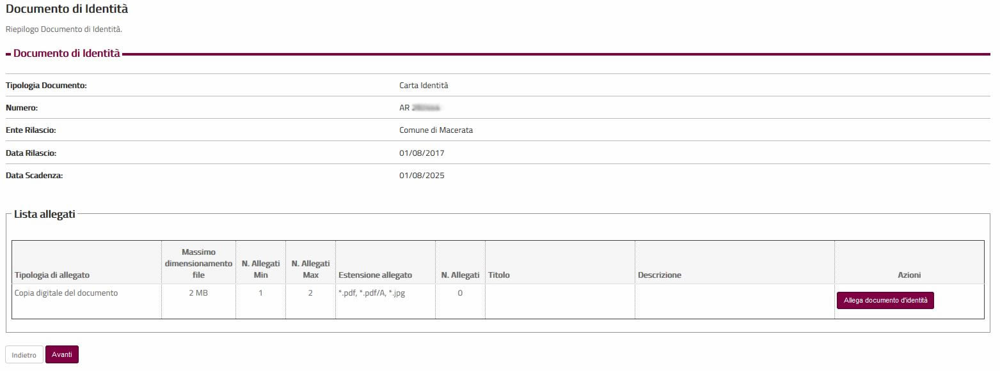 Documento di Identità
Riepilogo Documento di Identità.
Documento di Identità
Tipologia Documento: Carta Identità
Numero: AR
Ente Rilascio: Comune di Macerata
Data Rilascio: 01/08/2017
Data Scadenza: 01/08/2025
Lista allegati
Massimo
dimensionamento N. Allegati N. Allegati
Tipologia di allegato file Min Max Estensione allegato N. Allegati Titolo Descrizione Azioni
Copia digitale del documento 2 MB 1 2 *.pdf, *.pdf/A, *.jpg 0
Allega documento d'identità
Indietro Avanti